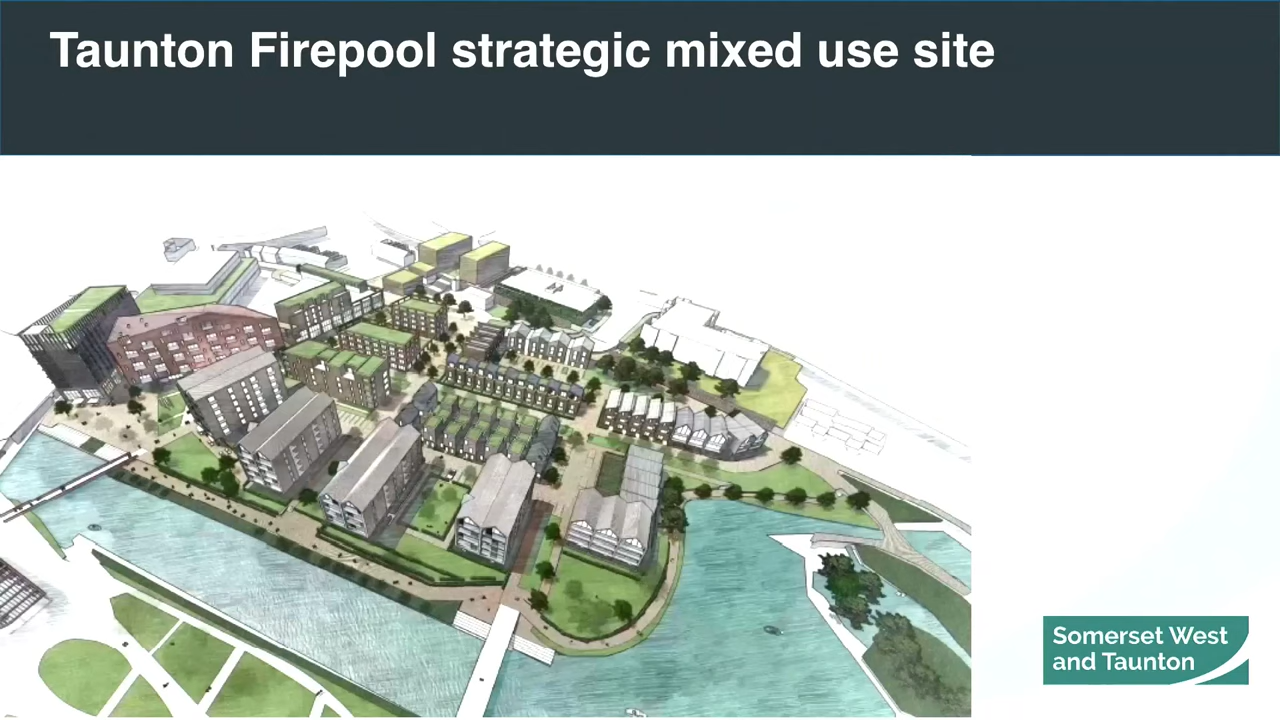 Taunton Firepool strategic mixed use site
Somerset West
and Taunton